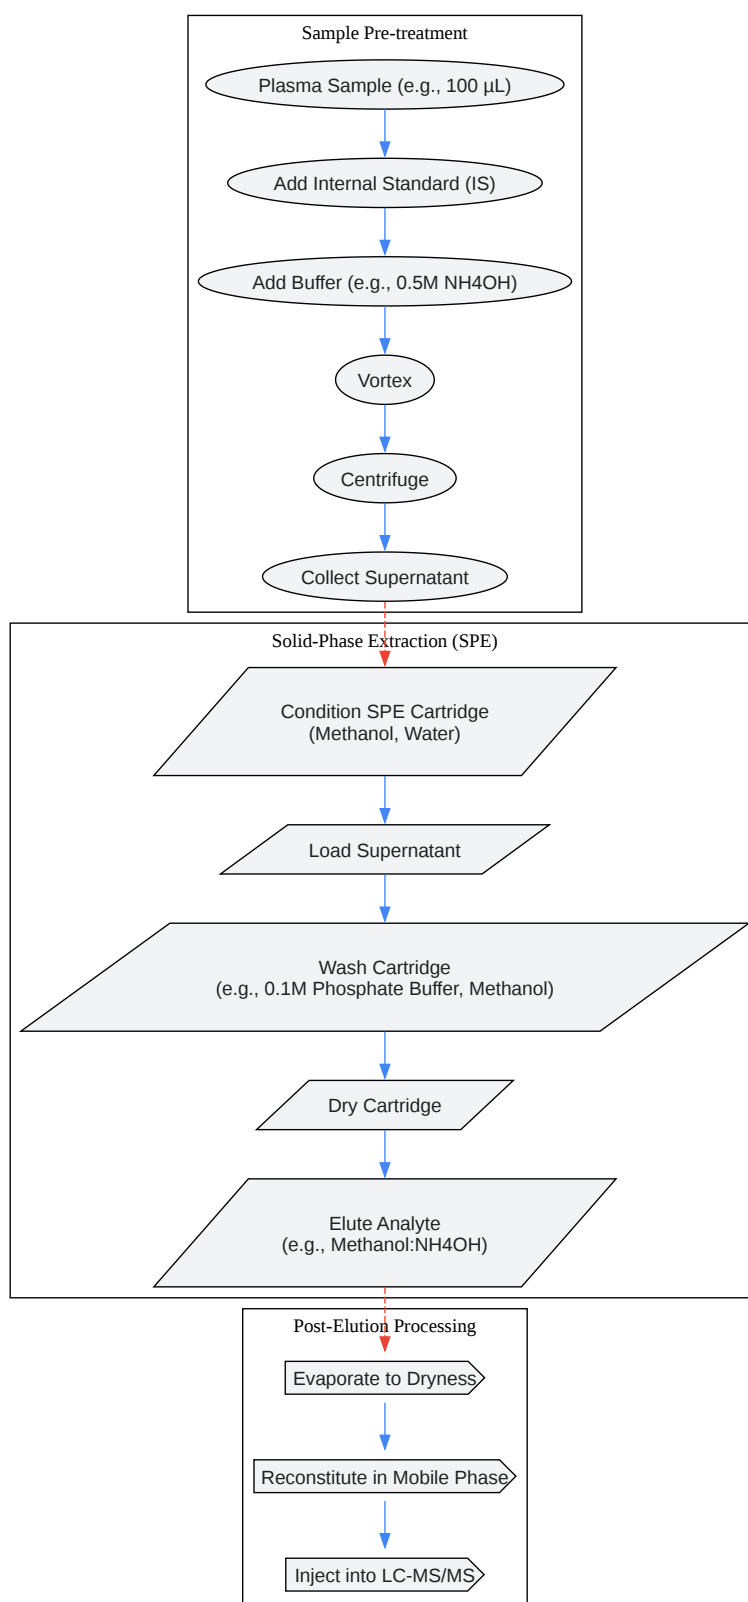 Sample Pre-treatment
Plasma Sample (e.g., 100 µL)
Add Internal Standard (IS)
Add Buffer (e.g., 0.5M NH4OH)
Vortex
Centrifuge
Collect Supernatant
Solid-Phase Extraction (SPE)
Condition SPE Cartridge
(Methanol, Water)
Load Supernatant
Wash Cartridge
(e.g., 0.1M Phosphate Buffer, Methanol)
Dry Cartridge
Elute Analyte
(e.g., Methanol:NH4OH)
Post-Elution Processing
Evaporate to Dryness
Reconstitute in Mobile Phase
Inject into LC-MS/MS